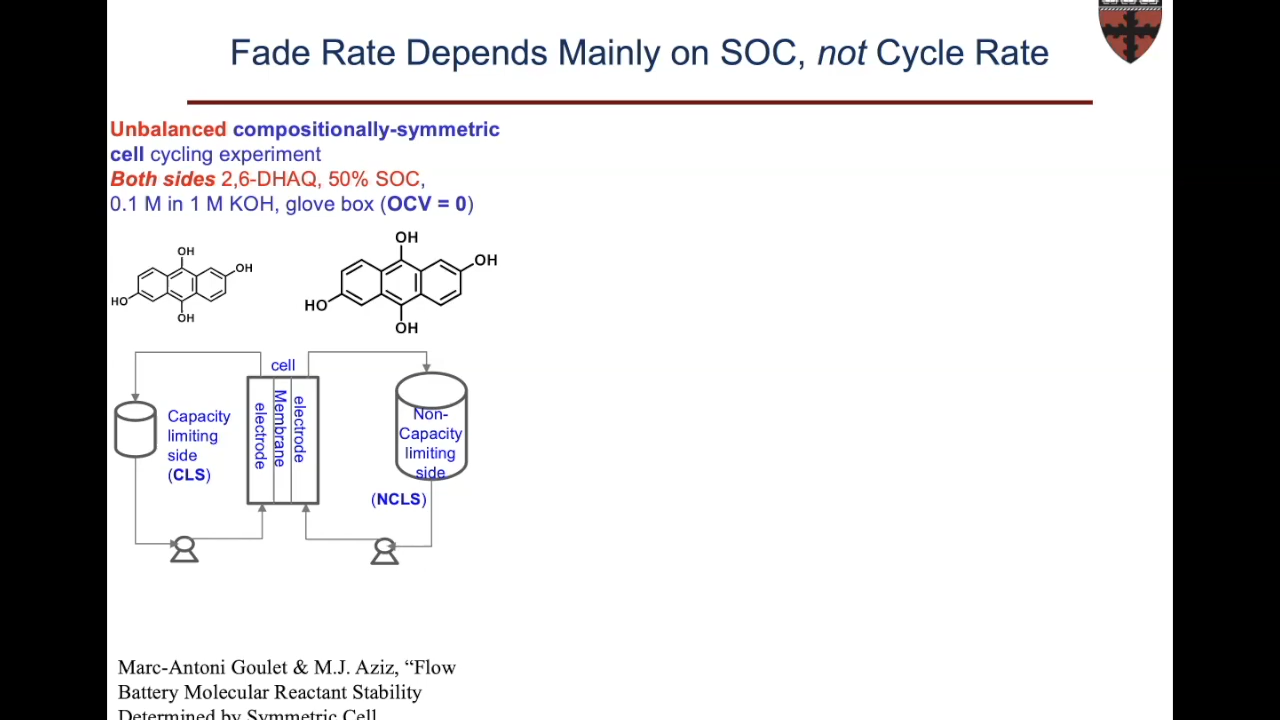 Fade Rate Depends Mainly on SOC, not Cycle Rate
Unbalanced compositionally-symmetric
cell cycling experiment
Both sides 2,6-DHAQ, 50% SOC,
0.1 M in 1 M KOH, glove box (OCV = 0)
OH
OH
HO
OH
OH
OH
HO
OH
cell
Capacity
limiting
side
(CLS)
electrode
Membrane
electrode
Non-
Capacity
limiting
side
(NCLS)
Marc-Antoni Goulet & M.J. Aziz, “Flow
Battery Molecular Reactant Stability
Determined by Symmetric Cell